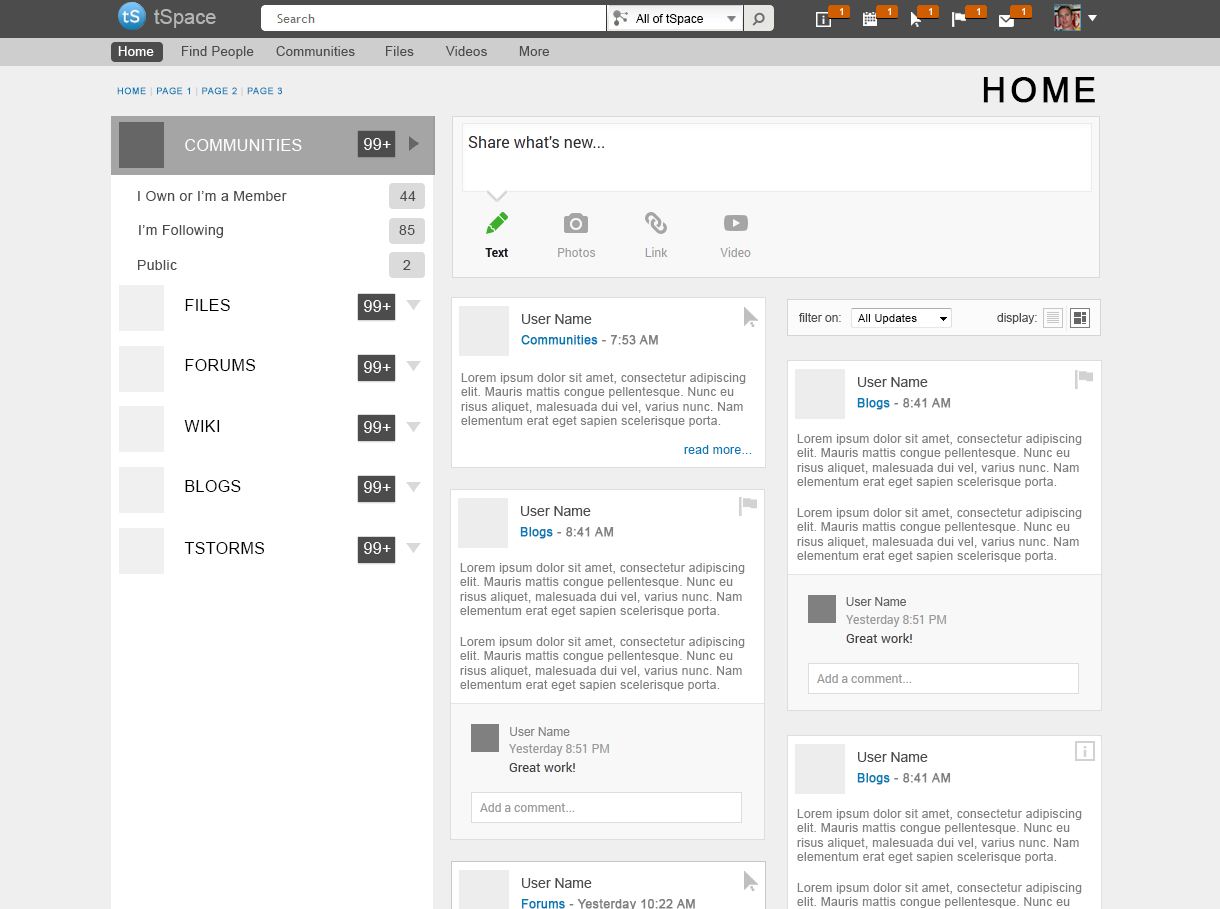 tS tSpace
Search
All of tSpace
1
1
1
1
1
Home Find People Communities Files Videos More
HOME | PAGE 1 | PAGE 2 | PAGE 3
HOME
COMMUNITIES 99+
I Own or I'm a Member 44
I'm Following 85
Public 2
FILES 99+
FORUMS 99+
WIKI 99+
BLOGS 99+
TSTORMS 99+
Share what's new...
Text Photos Link Video
User Name
Communities - 7:53 AM
Lorem ipsum dolor sit amet, consectetur adipiscing
elit. Mauris mattis congue pellentesque. Nunc eu
risus aliquet, malesuada dui vel, varius nunc. Nam
elementum erat eget sapien scelerisque porta.
read more...
User Name
Blogs - 8:41 AM
Lorem ipsum dolor sit amet, consectetur adipiscing
elit. Mauris mattis congue pellentesque. Nunc eu
risus aliquet, malesuada dui vel, varius nunc. Nam
elementum erat eget sapien scelerisque porta.
Lorem ipsum dolor sit amet, consectetur adipiscing
elit. Mauris mattis congue pellentesque. Nunc eu
risus aliquet, malesuada dui vel, varius nunc. Nam
elementum erat eget sapien scelerisque porta.
User Name
Yesterday 8:51 PM
Great work!
Add a comment...
User Name
Forums - Yesterday 10:22 AM
filter on: All Updates display:
User Name
Blogs - 8:41 AM
Lorem ipsum dolor sit amet, consectetur adipiscing
elit. Mauris mattis congue pellentesque. Nunc eu
risus aliquet, malesuada dui vel, varius nunc. Nam
elementum erat eget sapien scelerisque porta.
Lorem ipsum dolor sit amet, consectetur adipiscing
elit. Mauris mattis congue pellentesque. Nunc eu
risus aliquet, malesuada dui vel, varius nunc. Nam
elementum erat eget sapien scelerisque porta.
User Name
Yesterday 8:51 PM
Great work!
Add a comment...
User Name
Blogs - 8:41 AM
Lorem ipsum dolor sit amet, consectetur adipiscing
elit. Mauris mattis congue pellentesque. Nunc eu
risus aliquet, malesuada dui vel, varius nunc. Nam
elementum erat eget sapien scelerisque porta.
Lorem ipsum dolor sit amet, consectetur adipiscing
elit. Mauris mattis congue pellentesque. Nunc eu